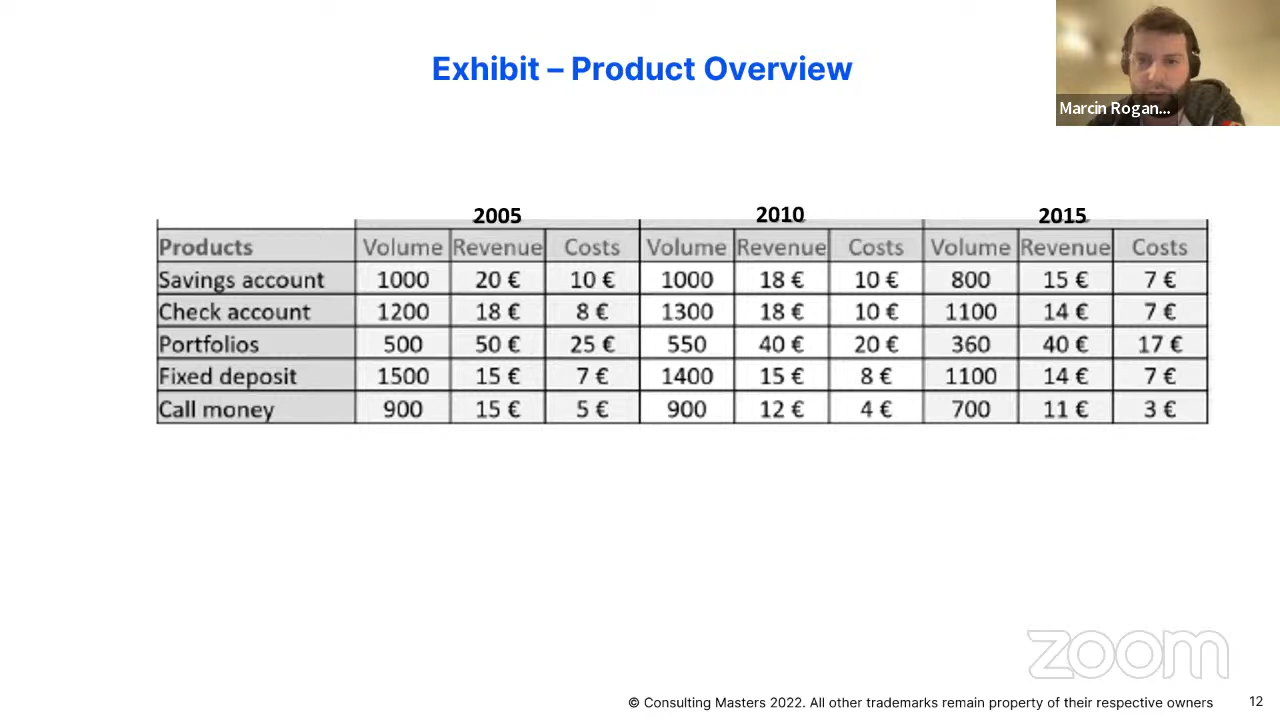 Exhibit – Product Overview
Marcin Rogan...
2005 2010 2015
Products Volume Revenue Costs Volume Revenue Costs Volume Revenue Costs
Savings account 1000 20 € 10 € 1000 18 € 10 € 800 15 € 7 €
Check account 1200 18 € 8 € 1300 18 € 10 € 1100 14 € 7 €
Portfolios 500 50 € 25 € 550 40 € 20 € 360 40 € 17 €
Fixed deposit 1500 15 € 7 € 1400 15 € 8 € 1100 14 € 7 €
Call money 900 15 € 5 € 900 12 € 4 € 700 11 € 3 €
zoom
© Consulting Masters 2022. All other trademarks remain property of their respective owners 12